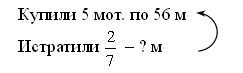 Купили 5 мот. по 56 м
Истратили 2/7 – ? м